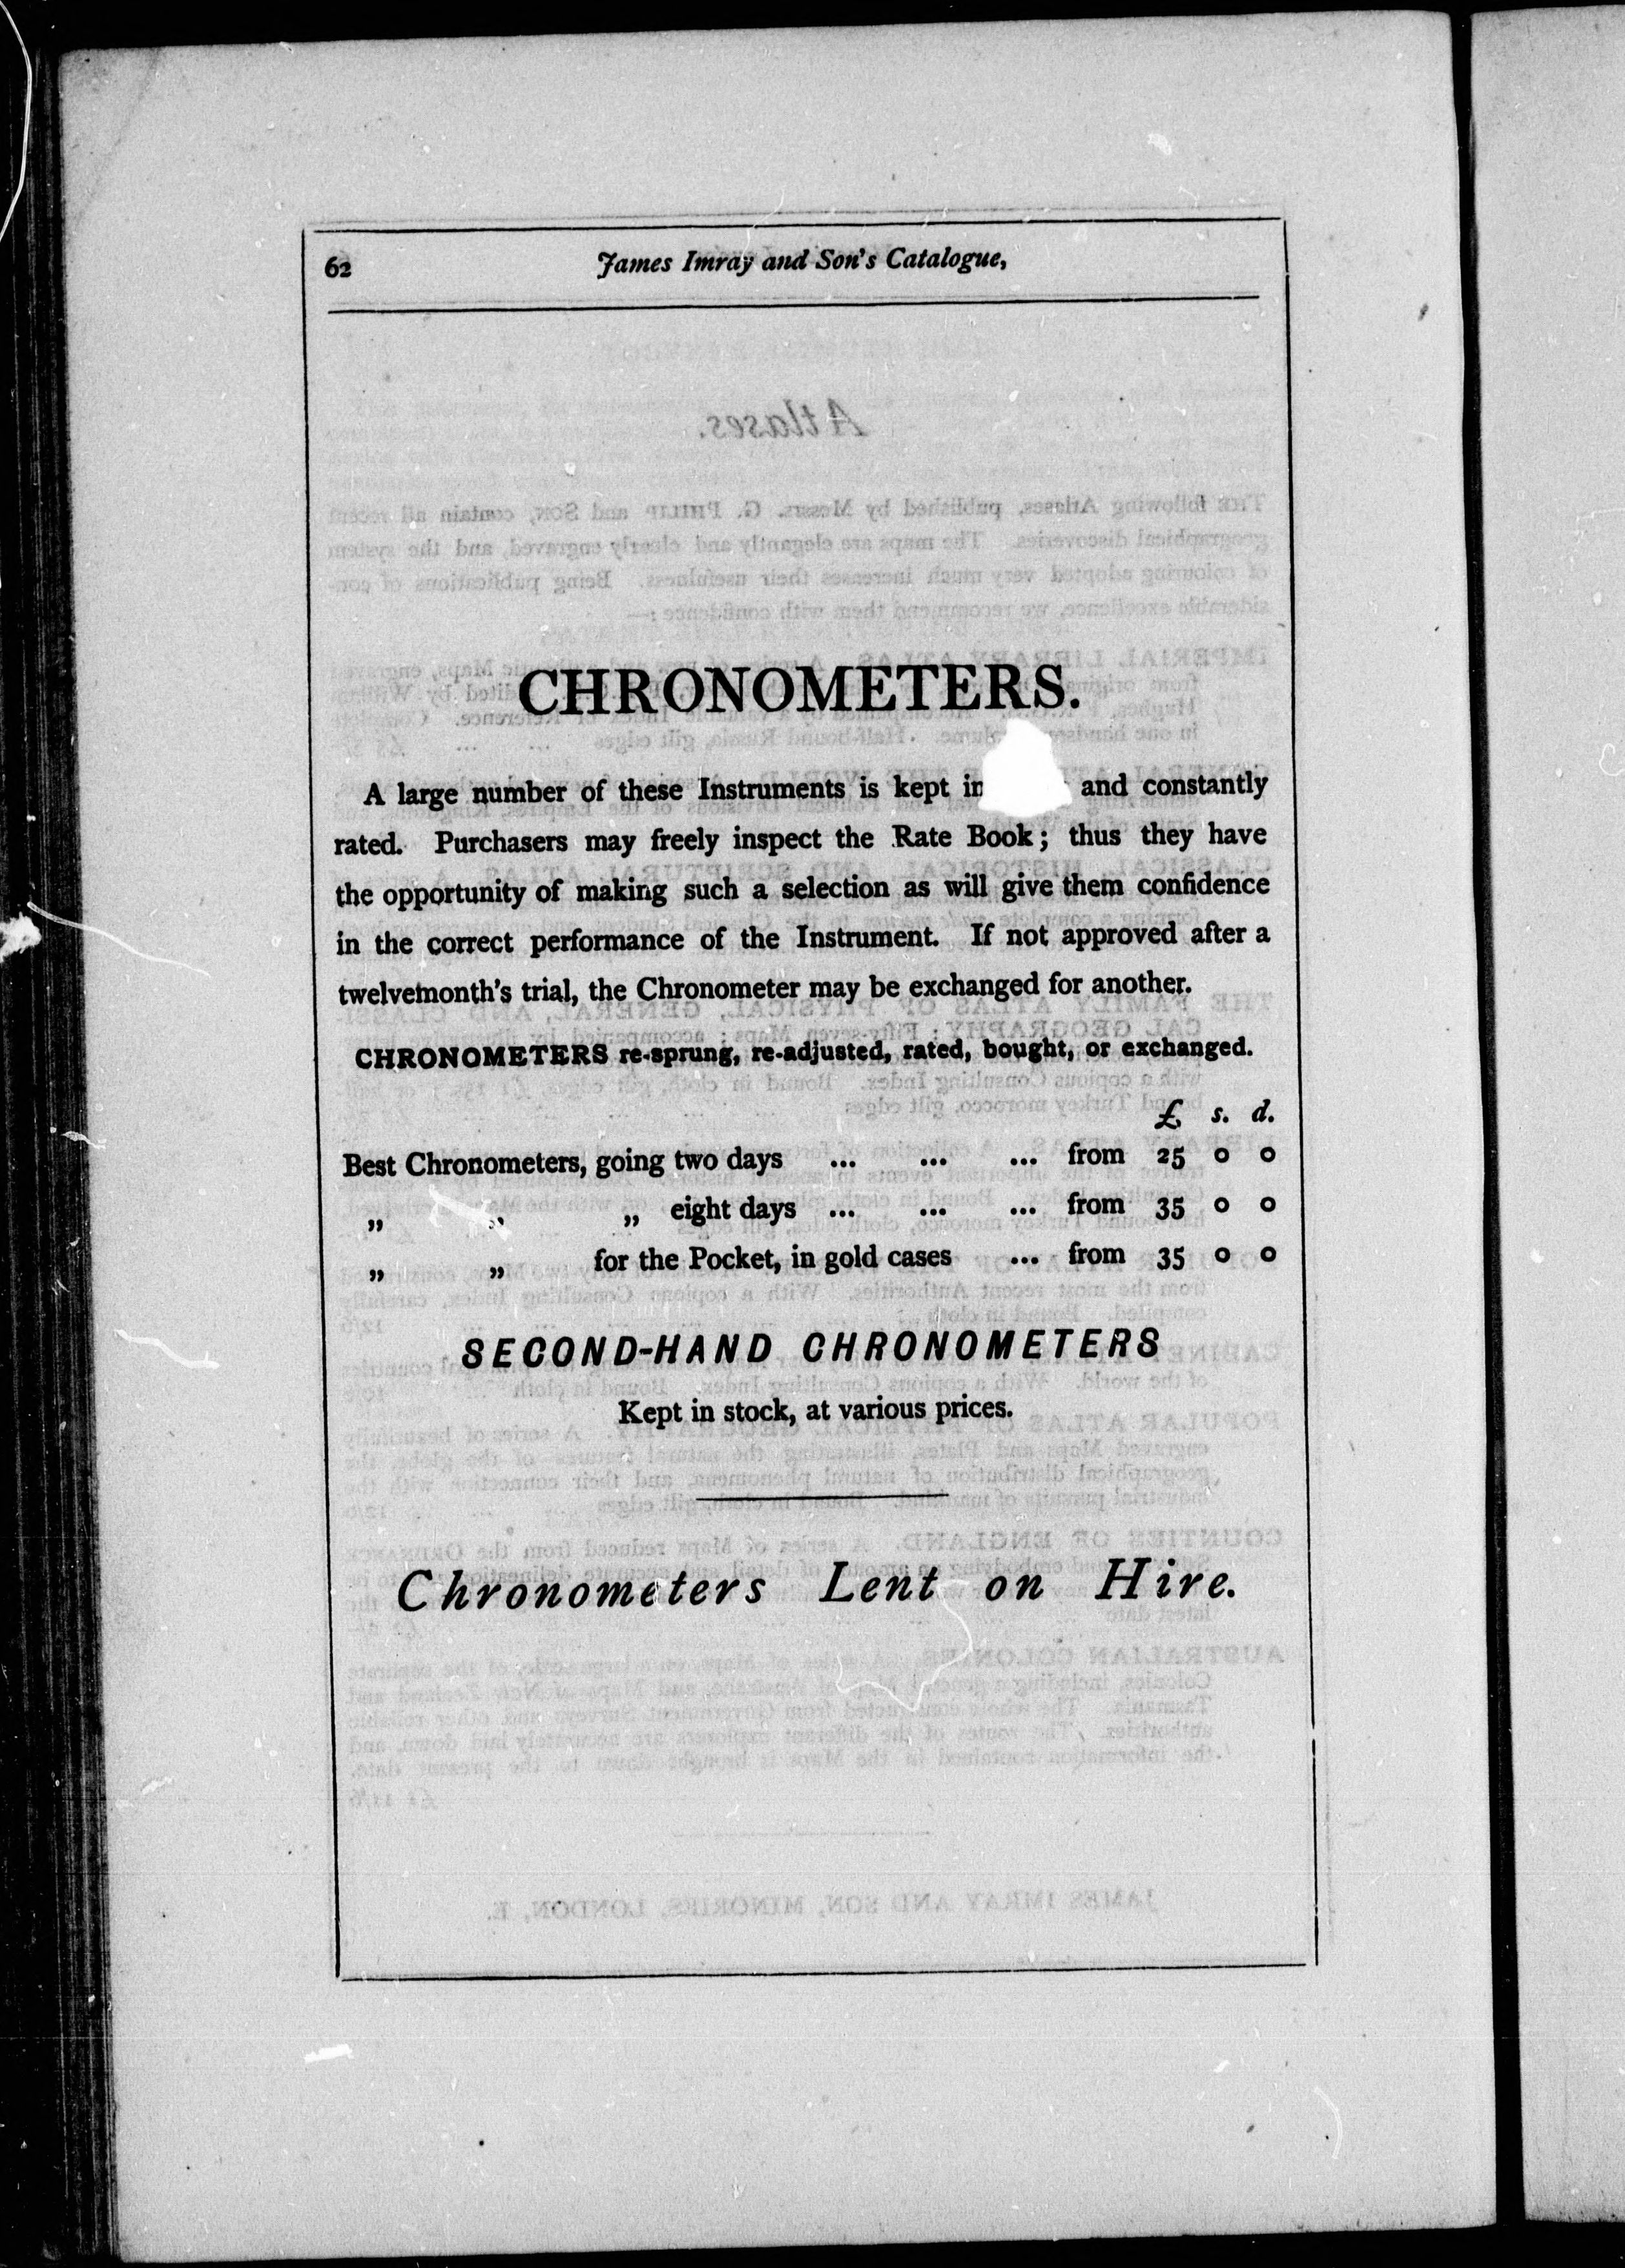 62
James Imray and Son's Catalogue,
CHRONOMETERS.
A large number of these Instruments is kept in and constantly
rated. Purchasers may freely inspect the Rate Book; thus they have
the opportunity of making such a selection as will give them confidence
in the correct performance of the Instrument. If not approved after a
twelvemonth's trial, the Chronometer may be exchanged for another.
CHRONOMETERS re-sprung, re-adjusted, rated, bought, or exchanged.
£ s. d.
Best Chronometers, going two days ... ... ... from 25 0 0
„ „ „ eight days ... ... ... from 35 0 0
„ „ for the Pocket, in gold cases ... from 35 0 0
SECOND-HAND CHRONOMETERS
Kept in stock, at various prices.
Chronometers Lent on Hire.